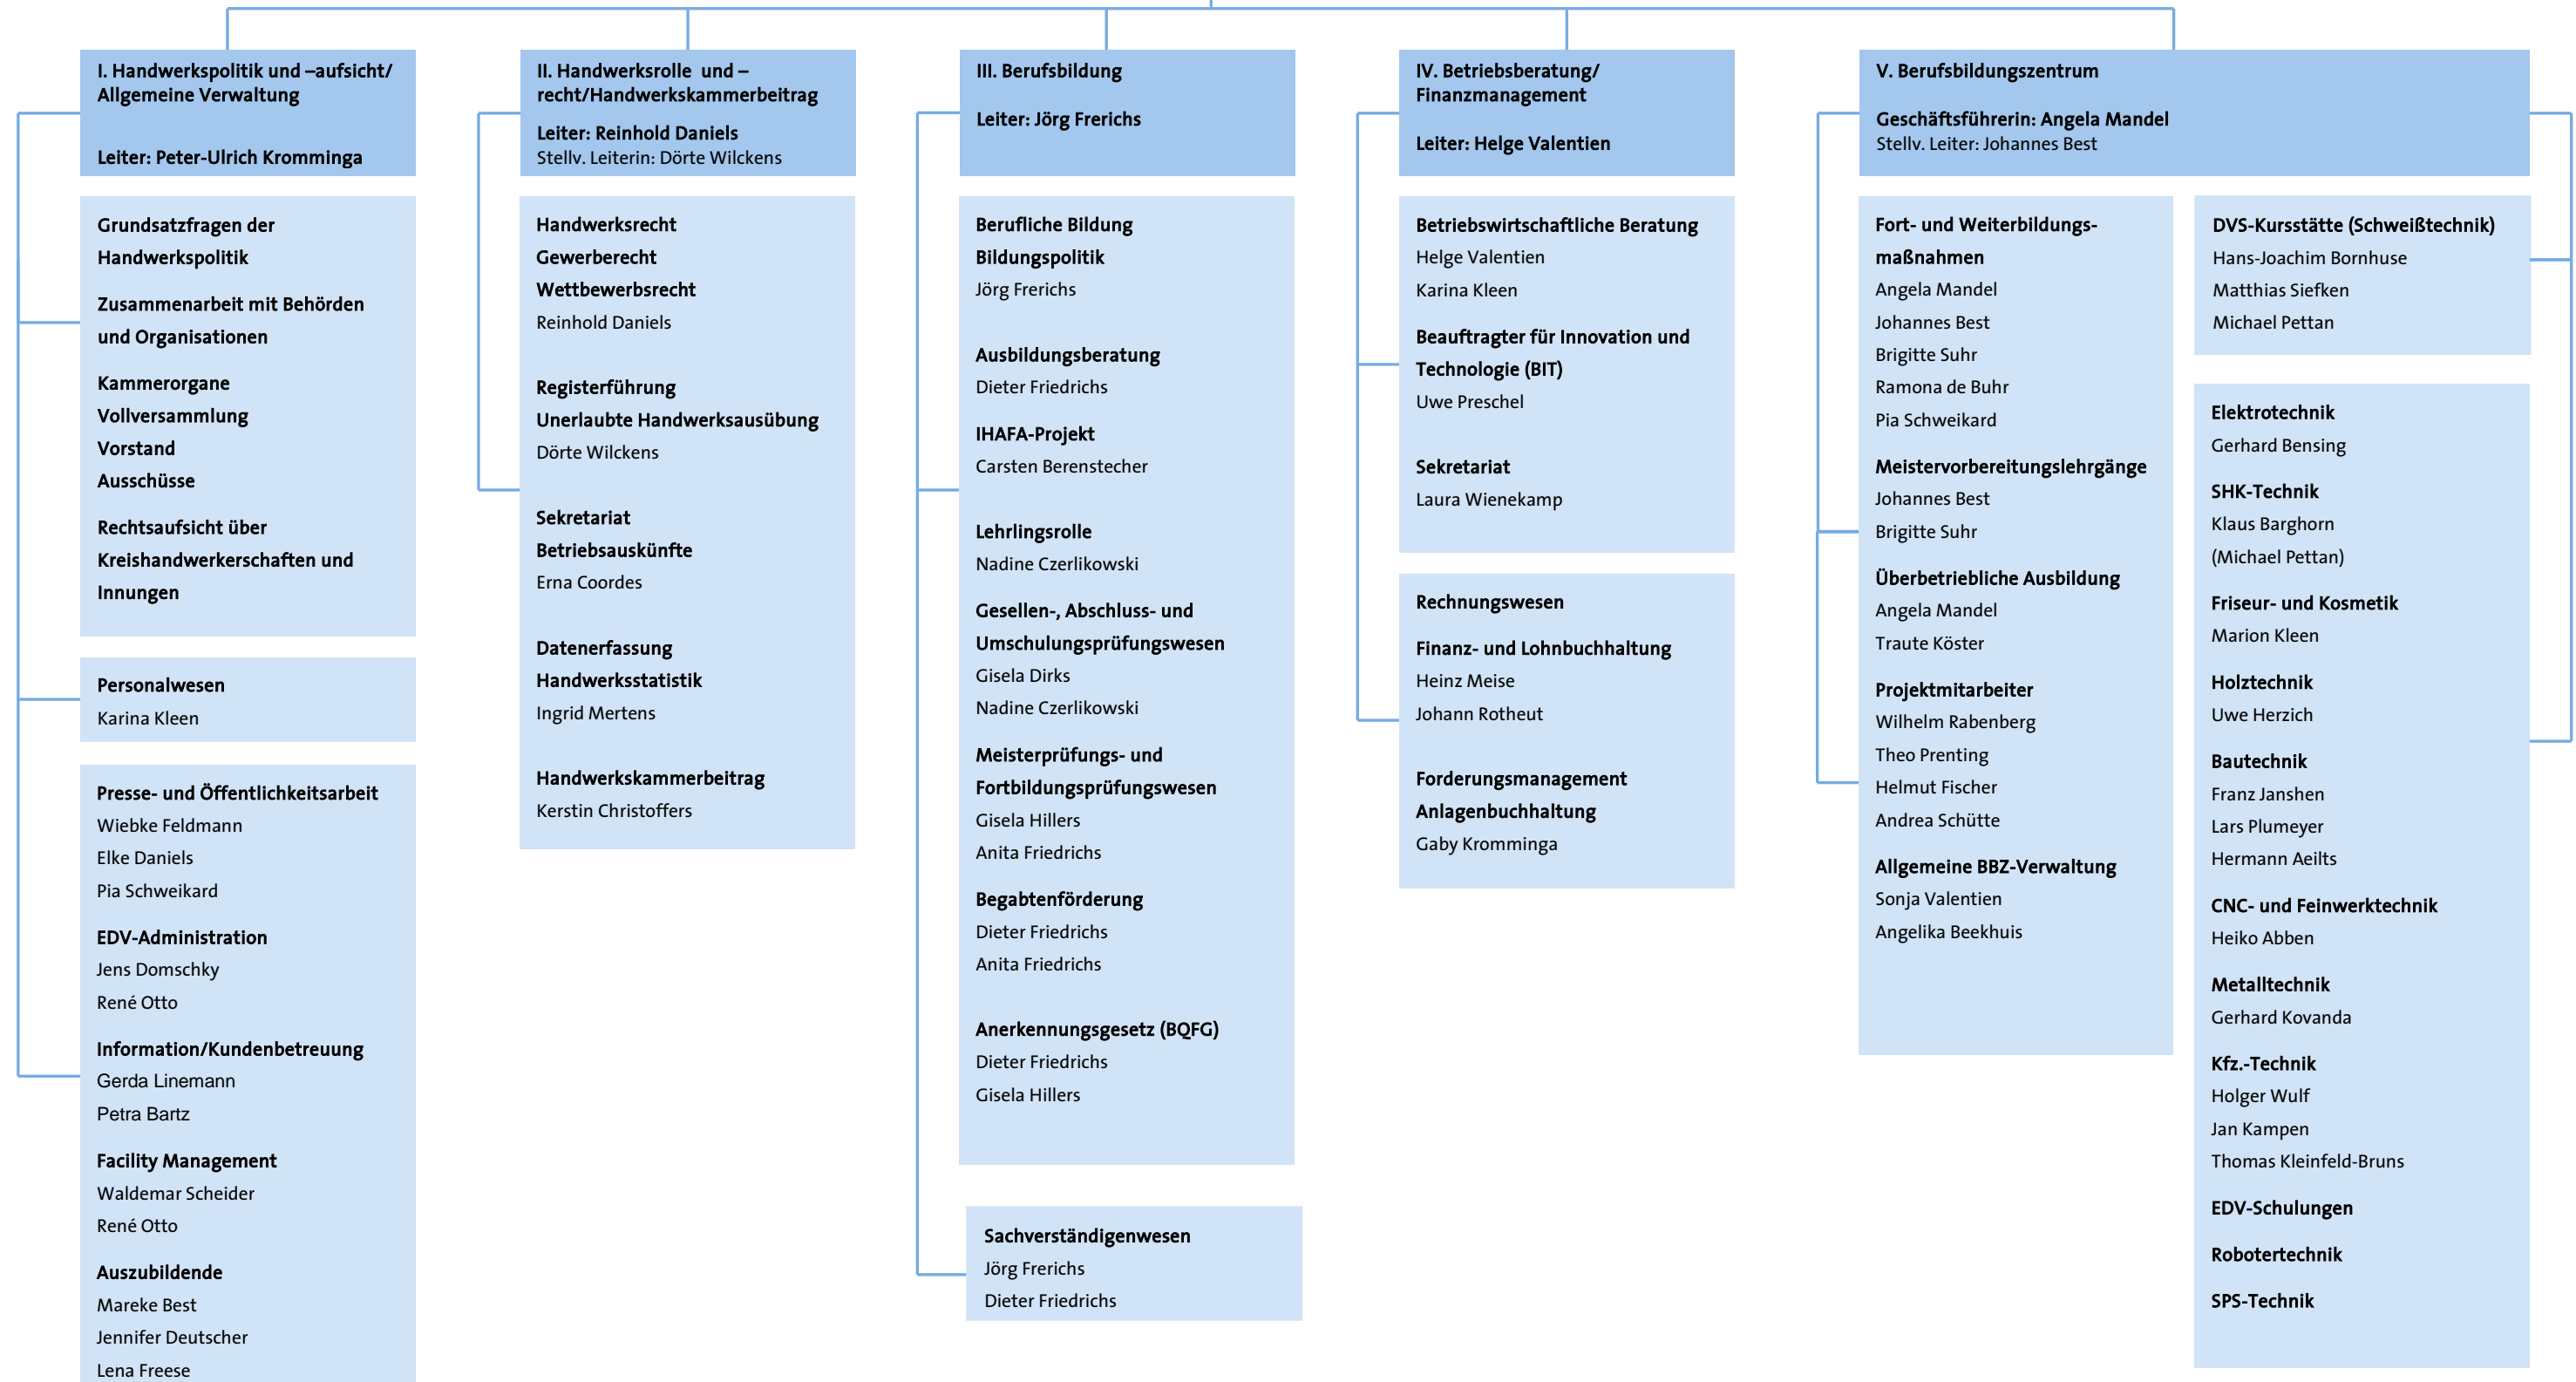 I. Handwerkspolitik und –aufsicht/
Allgemeine Verwaltung
Leiter: Peter-Ulrich Kromminga
Grundsatzfragen der
Handwerkspolitik
Zusammenarbeit mit Behörden
und Organisationen
Kammerorgane
Vollversammlung
Vorstand
Ausschüsse
Rechtsaufsicht über
Kreishandwerkerschaften und
Innungen
Personalwesen
Karina Kleen
Presse- und Öffentlichkeitsarbeit
Wiebke Feldmann
Elke Daniels
Pia Schweikard
EDV-Administration
Jens Domschky
René Otto
Information/Kundenbetreuung
Gerda Linemann
Petra Bartz
Facility Management
Waldemar Scheider
René Otto
Auszubildende
Mareke Best
Jennifer Deutscher
Lena Freese
II. Handwerksrolle und –
recht/Handwerkskammerbeitrag
Leiter: Reinhold Daniels
Stellv. Leiterin: Dörte Wilckens
Handwerksrecht
Gewerberecht
Wettbewerbsrecht
Reinhold Daniels
Registerführung
Unerlaubte Handwerksausübung
Dörte Wilckens
Sekretariat
Betriebsauskünfte
Erna Coordes
Datenerfassung
Handwerksstatistik
Ingrid Mertens
Handwerkskammerbeitrag
Kerstin Christoffers
III. Berufsbildung
Leiter: Jörg Frerichs
Berufliche Bildung
Bildungspolitik
Jörg Frerichs
Ausbildungsberatung
Dieter Friedrichs
IHAFA-Projekt
Carsten Berenstecher
Lehrlingsrolle
Nadine Czerlikowski
Gesellen-, Abschluss- und
Umschulungsprüfungswesen
Gisela Dirks
Nadine Czerlikowski
Meisterprüfungs- und
Fortbildungsprüfungswesen
Gisela Hillers
Anita Friedrichs
Begabtenförderung
Dieter Friedrichs
Anita Friedrichs
Anerkennungsgesetz (BQFG)
Dieter Friedrichs
Gisela Hillers
Sachverständigenwesen
Jörg Frerichs
Dieter Friedrichs
IV. Betriebsberatung/
Finanzmanagement
Leiter: Helge Valentien
Betriebswirtschaftliche Beratung
Helge Valentien
Karina Kleen
Beauftragter für Innovation und
Technologie (BIT)
Uwe Preschel
Sekretariat
Laura Wienekamp
Rechnungswesen
Finanz- und Lohnbuchhaltung
Heinz Meise
Johann Rotheut
Forderungsmanagement
Anlagenbuchhaltung
Gaby Kromminga
V. Berufsbildungszentrum
Geschäftsführerin: Angela Mandel
Stellv. Leiter: Johannes Best
Fort- und Weiterbildungs-
maßnahmen
Angela Mandel
Johannes Best
Brigitte Suhr
Ramona de Buhr
Pia Schweikard
Meistervorbereitungslehrgänge
Johannes Best
Brigitte Suhr
Überbetriebliche Ausbildung
Angela Mandel
Traute Köster
Projektmitarbeiter
Wilhelm Rabenberg
Theo Prenting
Helmut Fischer
Andrea Schütte
Allgemeine BBZ-Verwaltung
Sonja Valentien
Angelika Beekhuis
DVS-Kursstätte (Schweißtechnik)
Hans-Joachim Bornhuse
Matthias Siefken
Michael Pettan
Elektrotechnik
Gerhard Bensing
SHK-Technik
Klaus Barghorn
(Michael Pettan)
Friseur- und Kosmetik
Marion Kleen
Holztechnik
Uwe Herzich
Bautechnik
Franz Janshen
Lars Plumeyer
Hermann Aeilts
CNC- und Feinwerktechnik
Heiko Abben
Metalltechnik
Gerhard Kovanda
Kfz.-Technik
Holger Wulf
Jan Kampen
Thomas Kleinfeld-Bruns
EDV-Schulungen
Robotertechnik
SPS-Technik